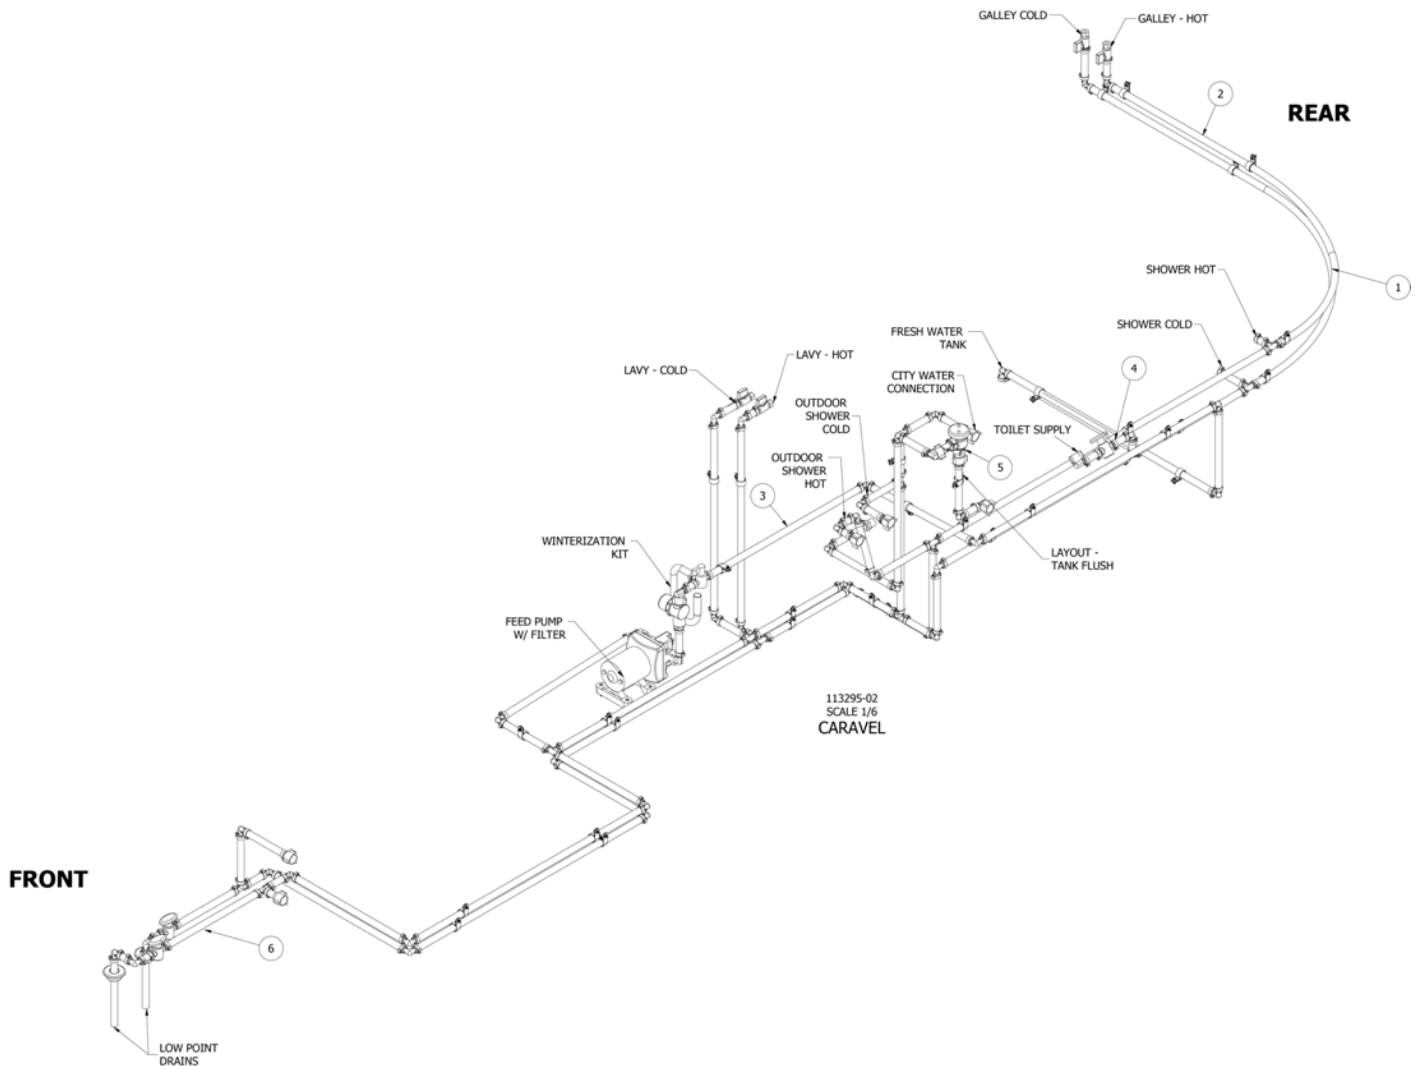 GALLEY COLD
GALLEY - HOT
2
REAR
SHOWER HOT
1
SHOWER COLD
FRESH WATER
TANK
LAVY - HOT
LAVY - COLD
4
CITY WATER
CONNECTION
OUTDOOR
SHOWER
COLD
TOILET SUPPLY
OUTDOOR
SHOWER
HOT
5
3
WINTERIZATION
KIT
LAYOUT -
TANK FLUSH
FEED PUMP
W/ FILTER
113295-02
SCALE 1/6
CARAVEL
FRONT
6
LOW POINT
DRAINS